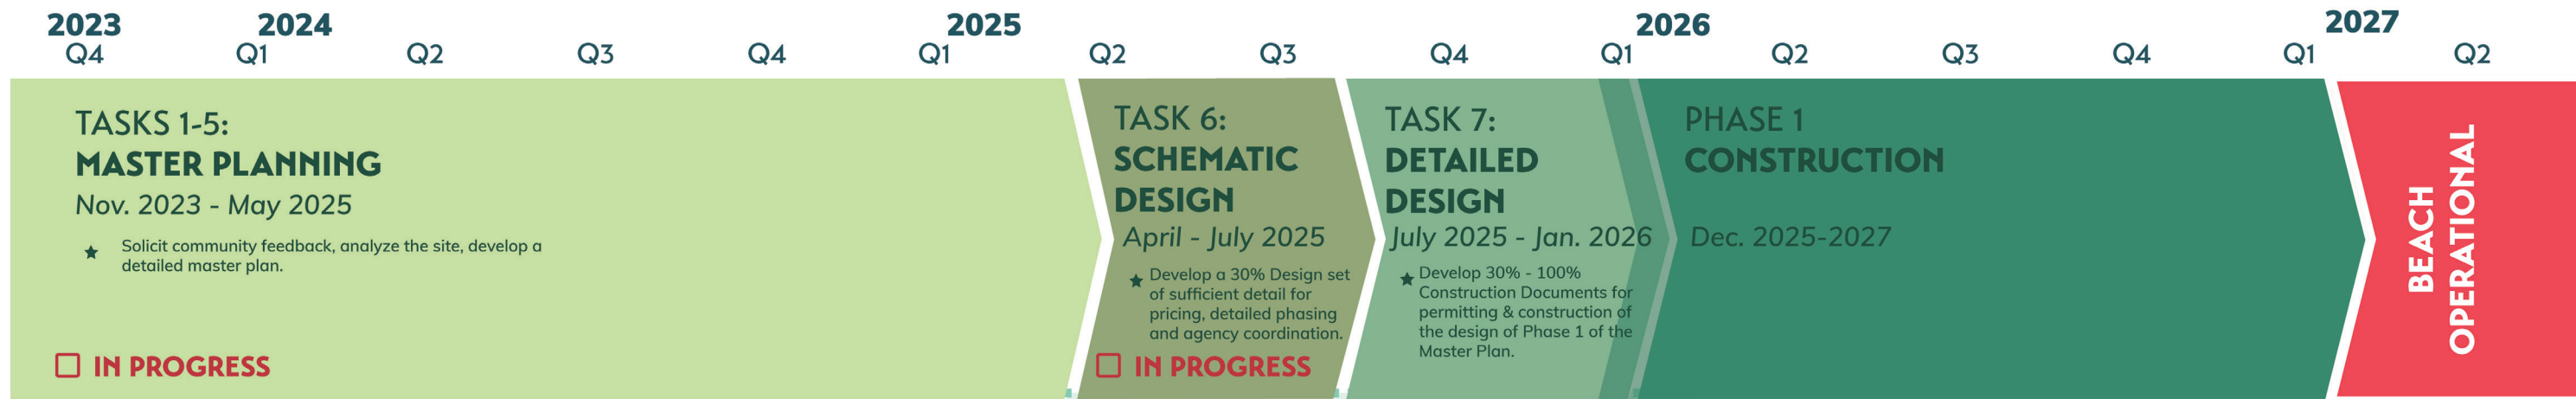 2023 2024 2025 2026 2027
Q4 Q1 Q2 Q3 Q4 Q1 Q2 Q3 Q4 Q1 Q2 Q3 Q4 Q1 Q2
TASKS 1-5:
MASTER PLANNING
Nov. 2023 - May 2025
★ Solicit community feedback, analyze the site, develop a
detailed master plan.
IN PROGRESS
TASK 6:
SCHEMATIC
DESIGN
April - July 2025
★ Develop a 30% Design set
of sufficient detail for
pricing, detailed phasing
and agency coordination.
IN PROGRESS
TASK 7:
DETAILED
DESIGN
July 2025 - Jan. 2026
★ Develop 30% - 100%
Construction Documents for
permitting & construction of
the design of Phase 1 of the
Master Plan.
PHASE 1
CONSTRUCTION
Dec. 2025-2027
BEACH
OPERATIONAL